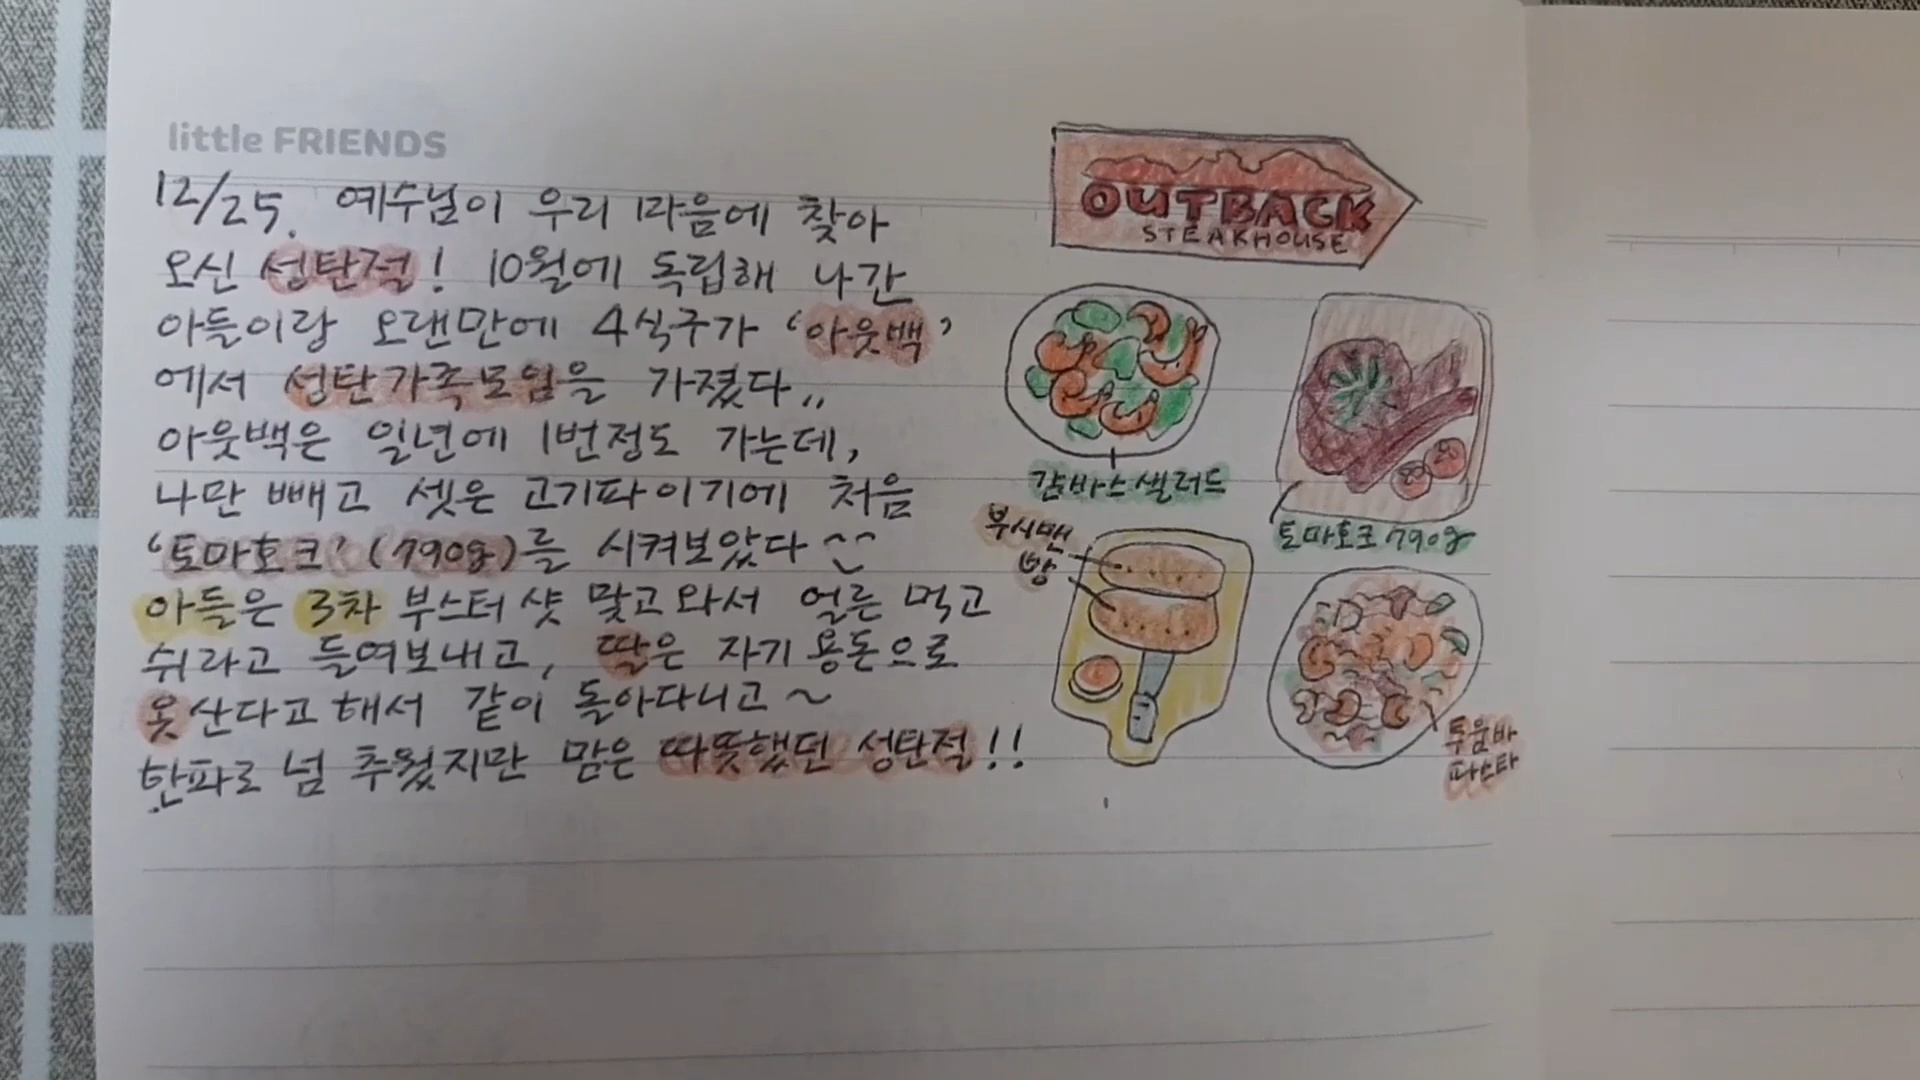 little FRIENDS
12/25. 예수님이 우리 마음에 찾아
오신 성탄절! 10월에 독립해 나간
아들이랑 오랜만에 4식구가 '아웃백'
에서 성탄가족모임을 가졌다..
아웃백은 일년에 1번정도 가는데,
나만 빼고 셋은 고기파이기에 처음
'토마호크'(790g)를 시켜보았다 ^^
아들은 3차 부스터 샷 맞고와서 얼른 먹고
쉬라고 들여보내고, 딸은 자기 용돈으로
옷산다고 해서 같이 돌아다니고~
한파로 넘 추웠지만 맘은 따뜻했던 성탄절!!
OUTBACK
STEAKHOUSE
감바스샐러드
토마호크 790g
부시맨
빵
투움바
파스타